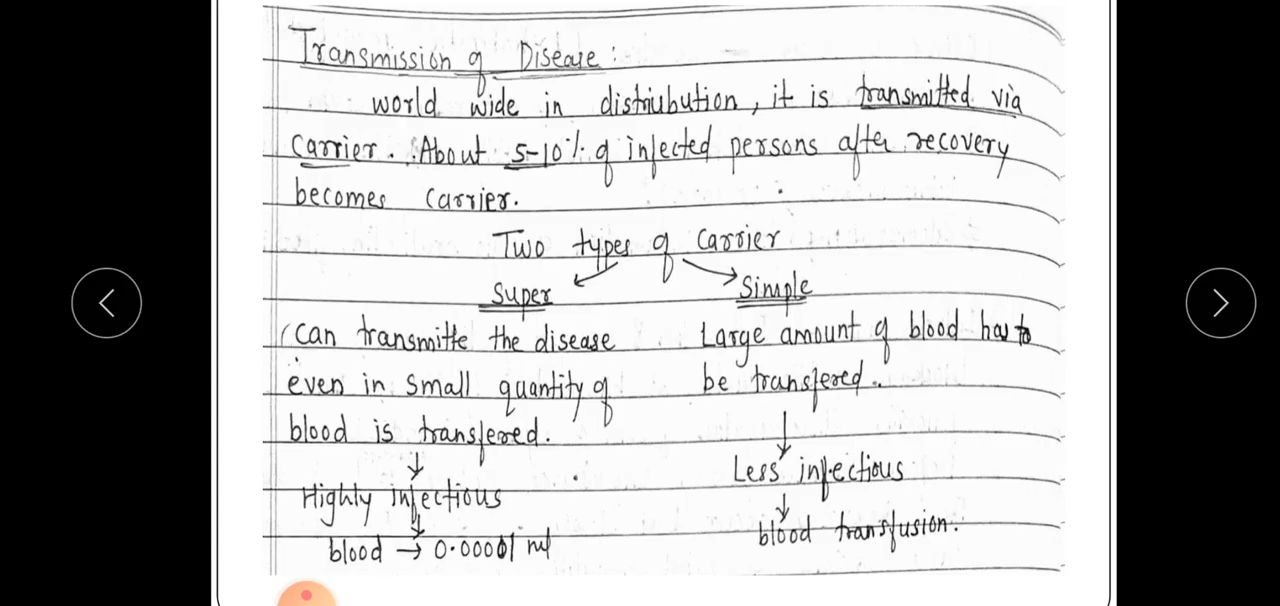 Transmission of Disease:
world wide in distriubution, it is transmitted via
Carrier. About 5-10% of infected persons after recovery
becomes Carrier.
Two types of Carrier
Super Simple
can transmitte the disease Large amount of blood has to
even in small quantity of be transfered.
blood is transfered.
Less infectious
Highly infectious
blood transfusion.
blood → 0.00001 ml